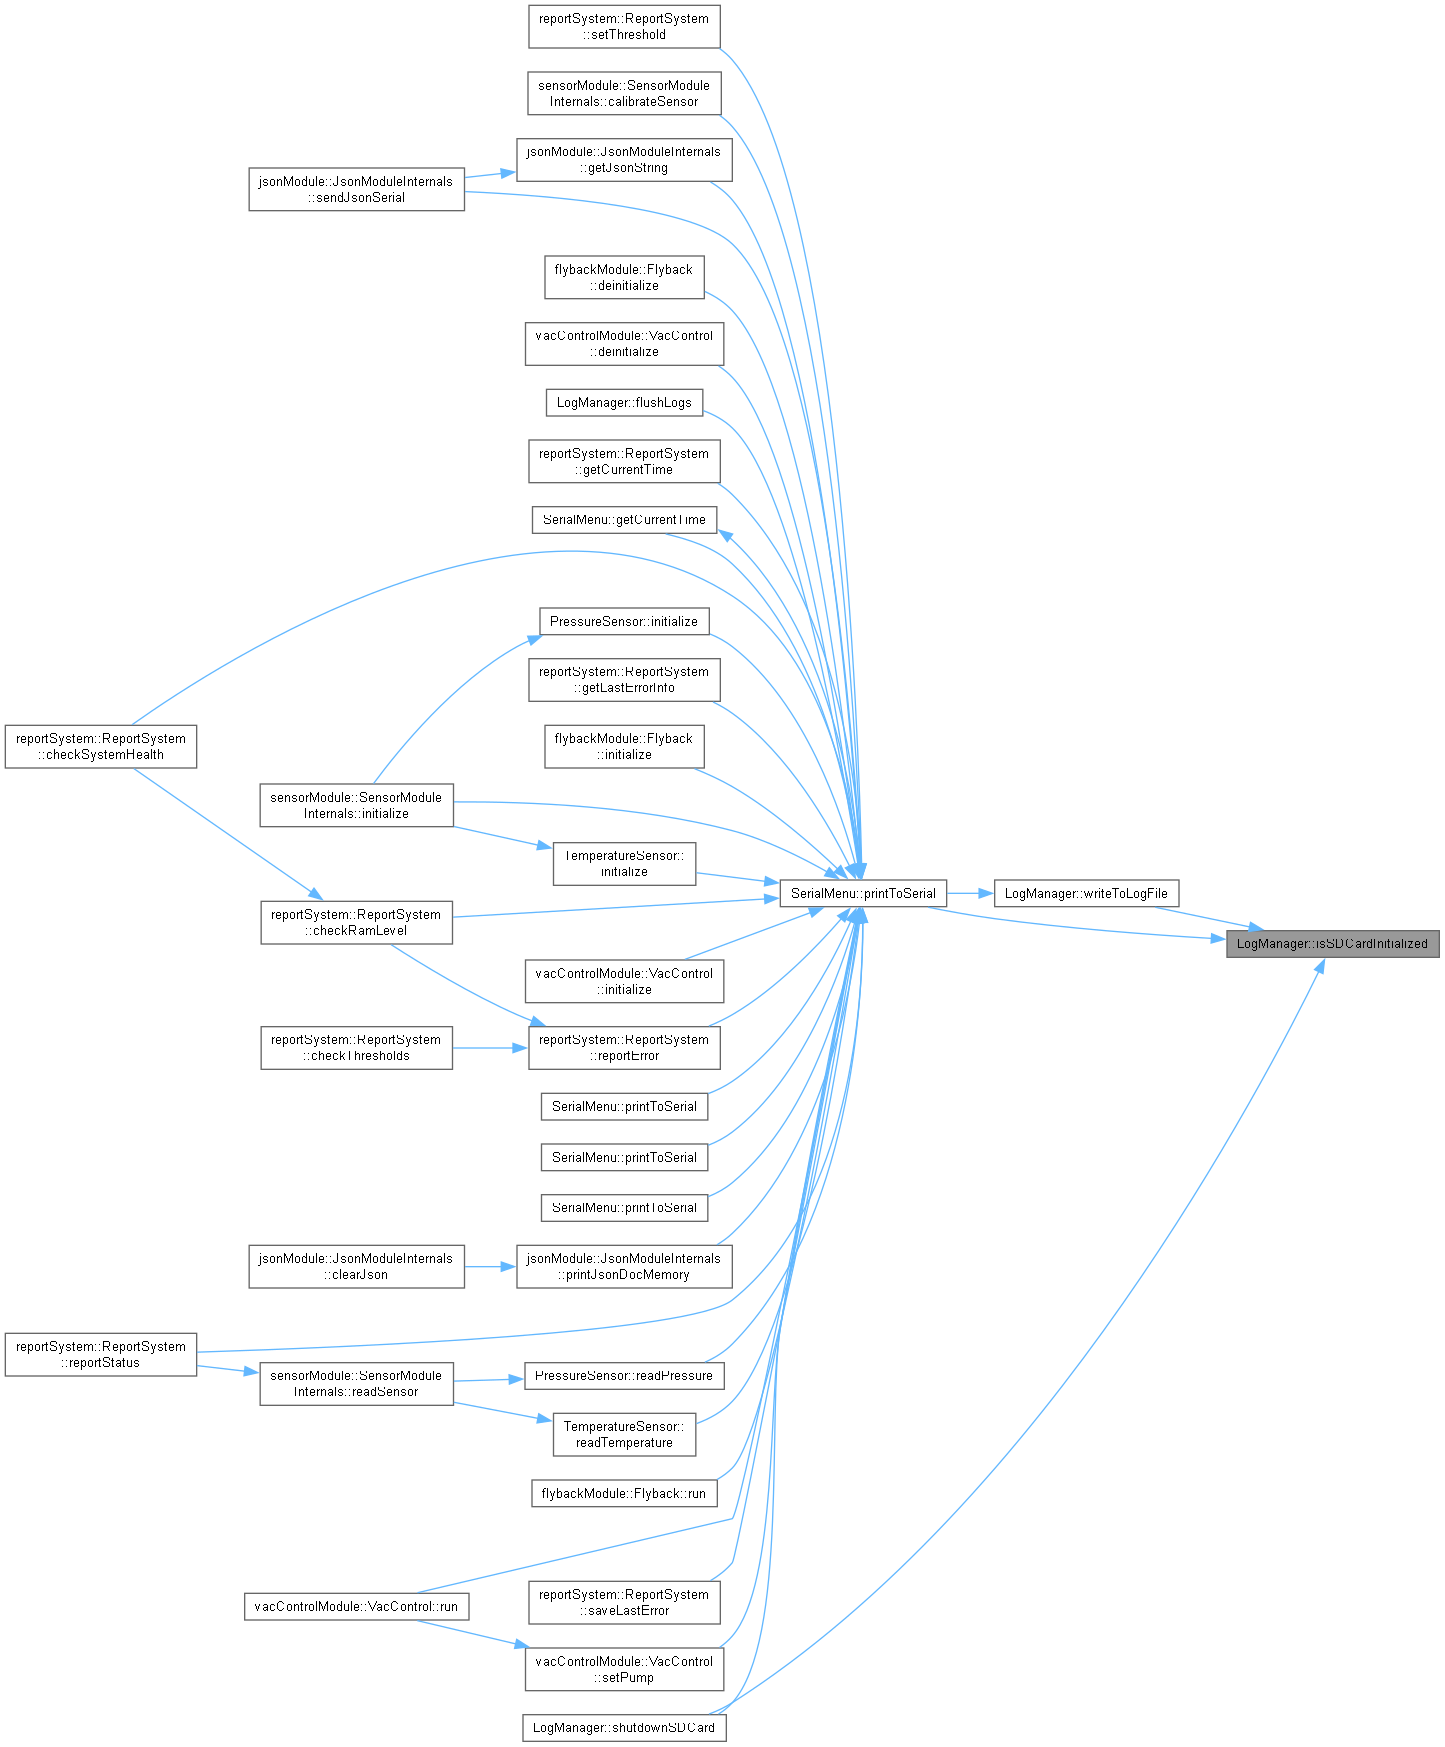 reportSystem::ReportSystem
::setThreshold
sensorModule::SensorModule
Internals::calibrateSensor
jsonModule::JsonModuleInternals
::getJsonString
jsonModule::JsonModuleInternals
::sendJsonSerial
flybackModule::Flyback
::deinitialize
vacControlModule::VacControl
::deinitialize
LogManager::flushLogs
reportSystem::ReportSystem
::getCurrentTime
SerialMenu::getCurrentTime
PressureSensor::initialize
reportSystem::ReportSystem
::getLastErrorInfo
reportSystem::ReportSystem
::checkSystemHealth
flybackModule::Flyback
::initialize
sensorModule::SensorModule
Internals::initialize
TemperatureSensor::
initialize
SerialMenu::printToSerial
LogManager::writeToLogFile
reportSystem::ReportSystem
::checkRamLevel
LogManager::isSDCardInitialized
vacControlModule::VacControl
::initialize
reportSystem::ReportSystem
::checkThresholds
reportSystem::ReportSystem
::reportError
SerialMenu::printToSerial
SerialMenu::printToSerial
SerialMenu::printToSerial
jsonModule::JsonModuleInternals
::clearJson
jsonModule::JsonModuleInternals
::printJsonDocMemory
reportSystem::ReportSystem
::reportStatus
sensorModule::SensorModule
Internals::readSensor
PressureSensor::readPressure
TemperatureSensor::
readTemperature
flybackModule::Flyback::run
vacControlModule::VacControl::run
reportSystem::ReportSystem
::saveLastError
vacControlModule::VacControl
::setPump
LogManager::shutdownSDCard